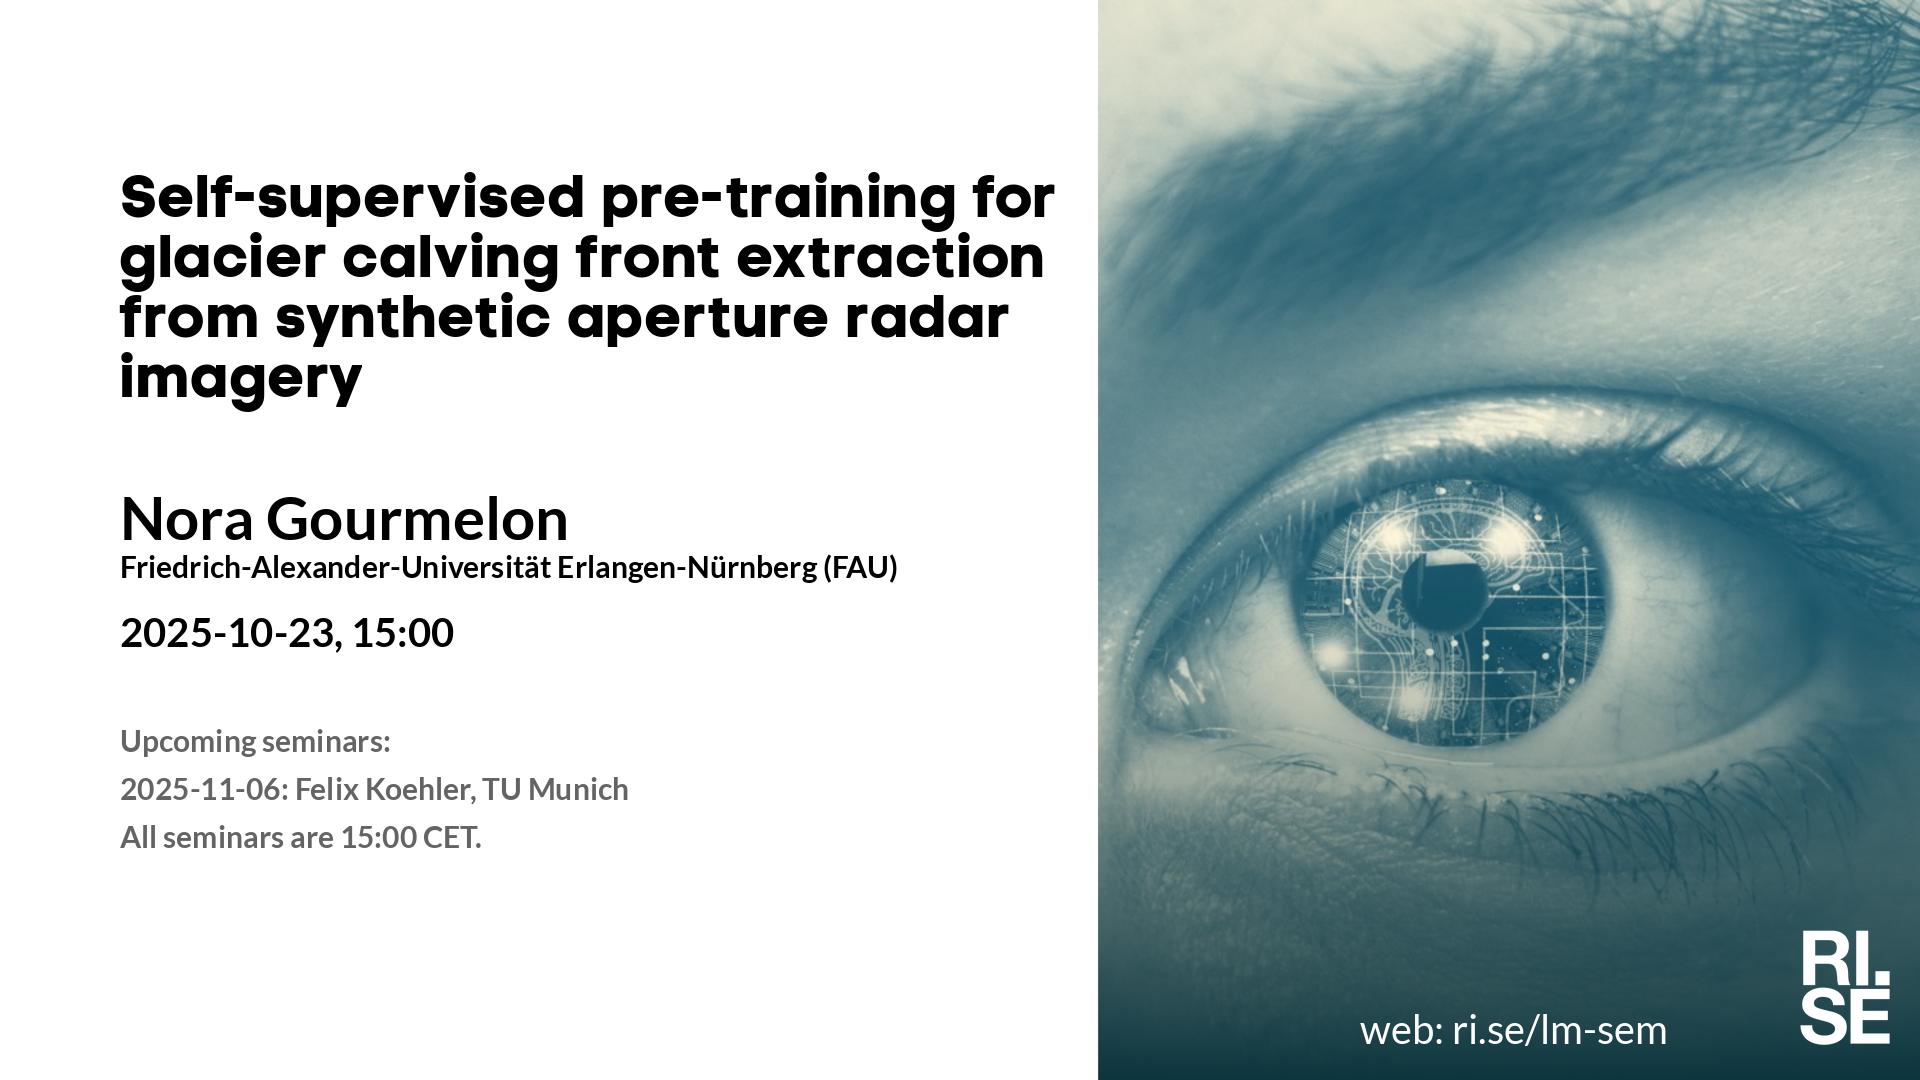 Self-supervised pre-training for
glacier calving front extraction
from synthetic aperture radar
imagery
Nora Gourmelon
Friedrich-Alexander-Universität Erlangen-Nürnberg (FAU)
2025-10-23, 15:00
Upcoming seminars:
2025-11-06: Felix Koehler, TU Munich
All seminars are 15:00 CET.
web: ri.se/lm-sem
RI.
SE